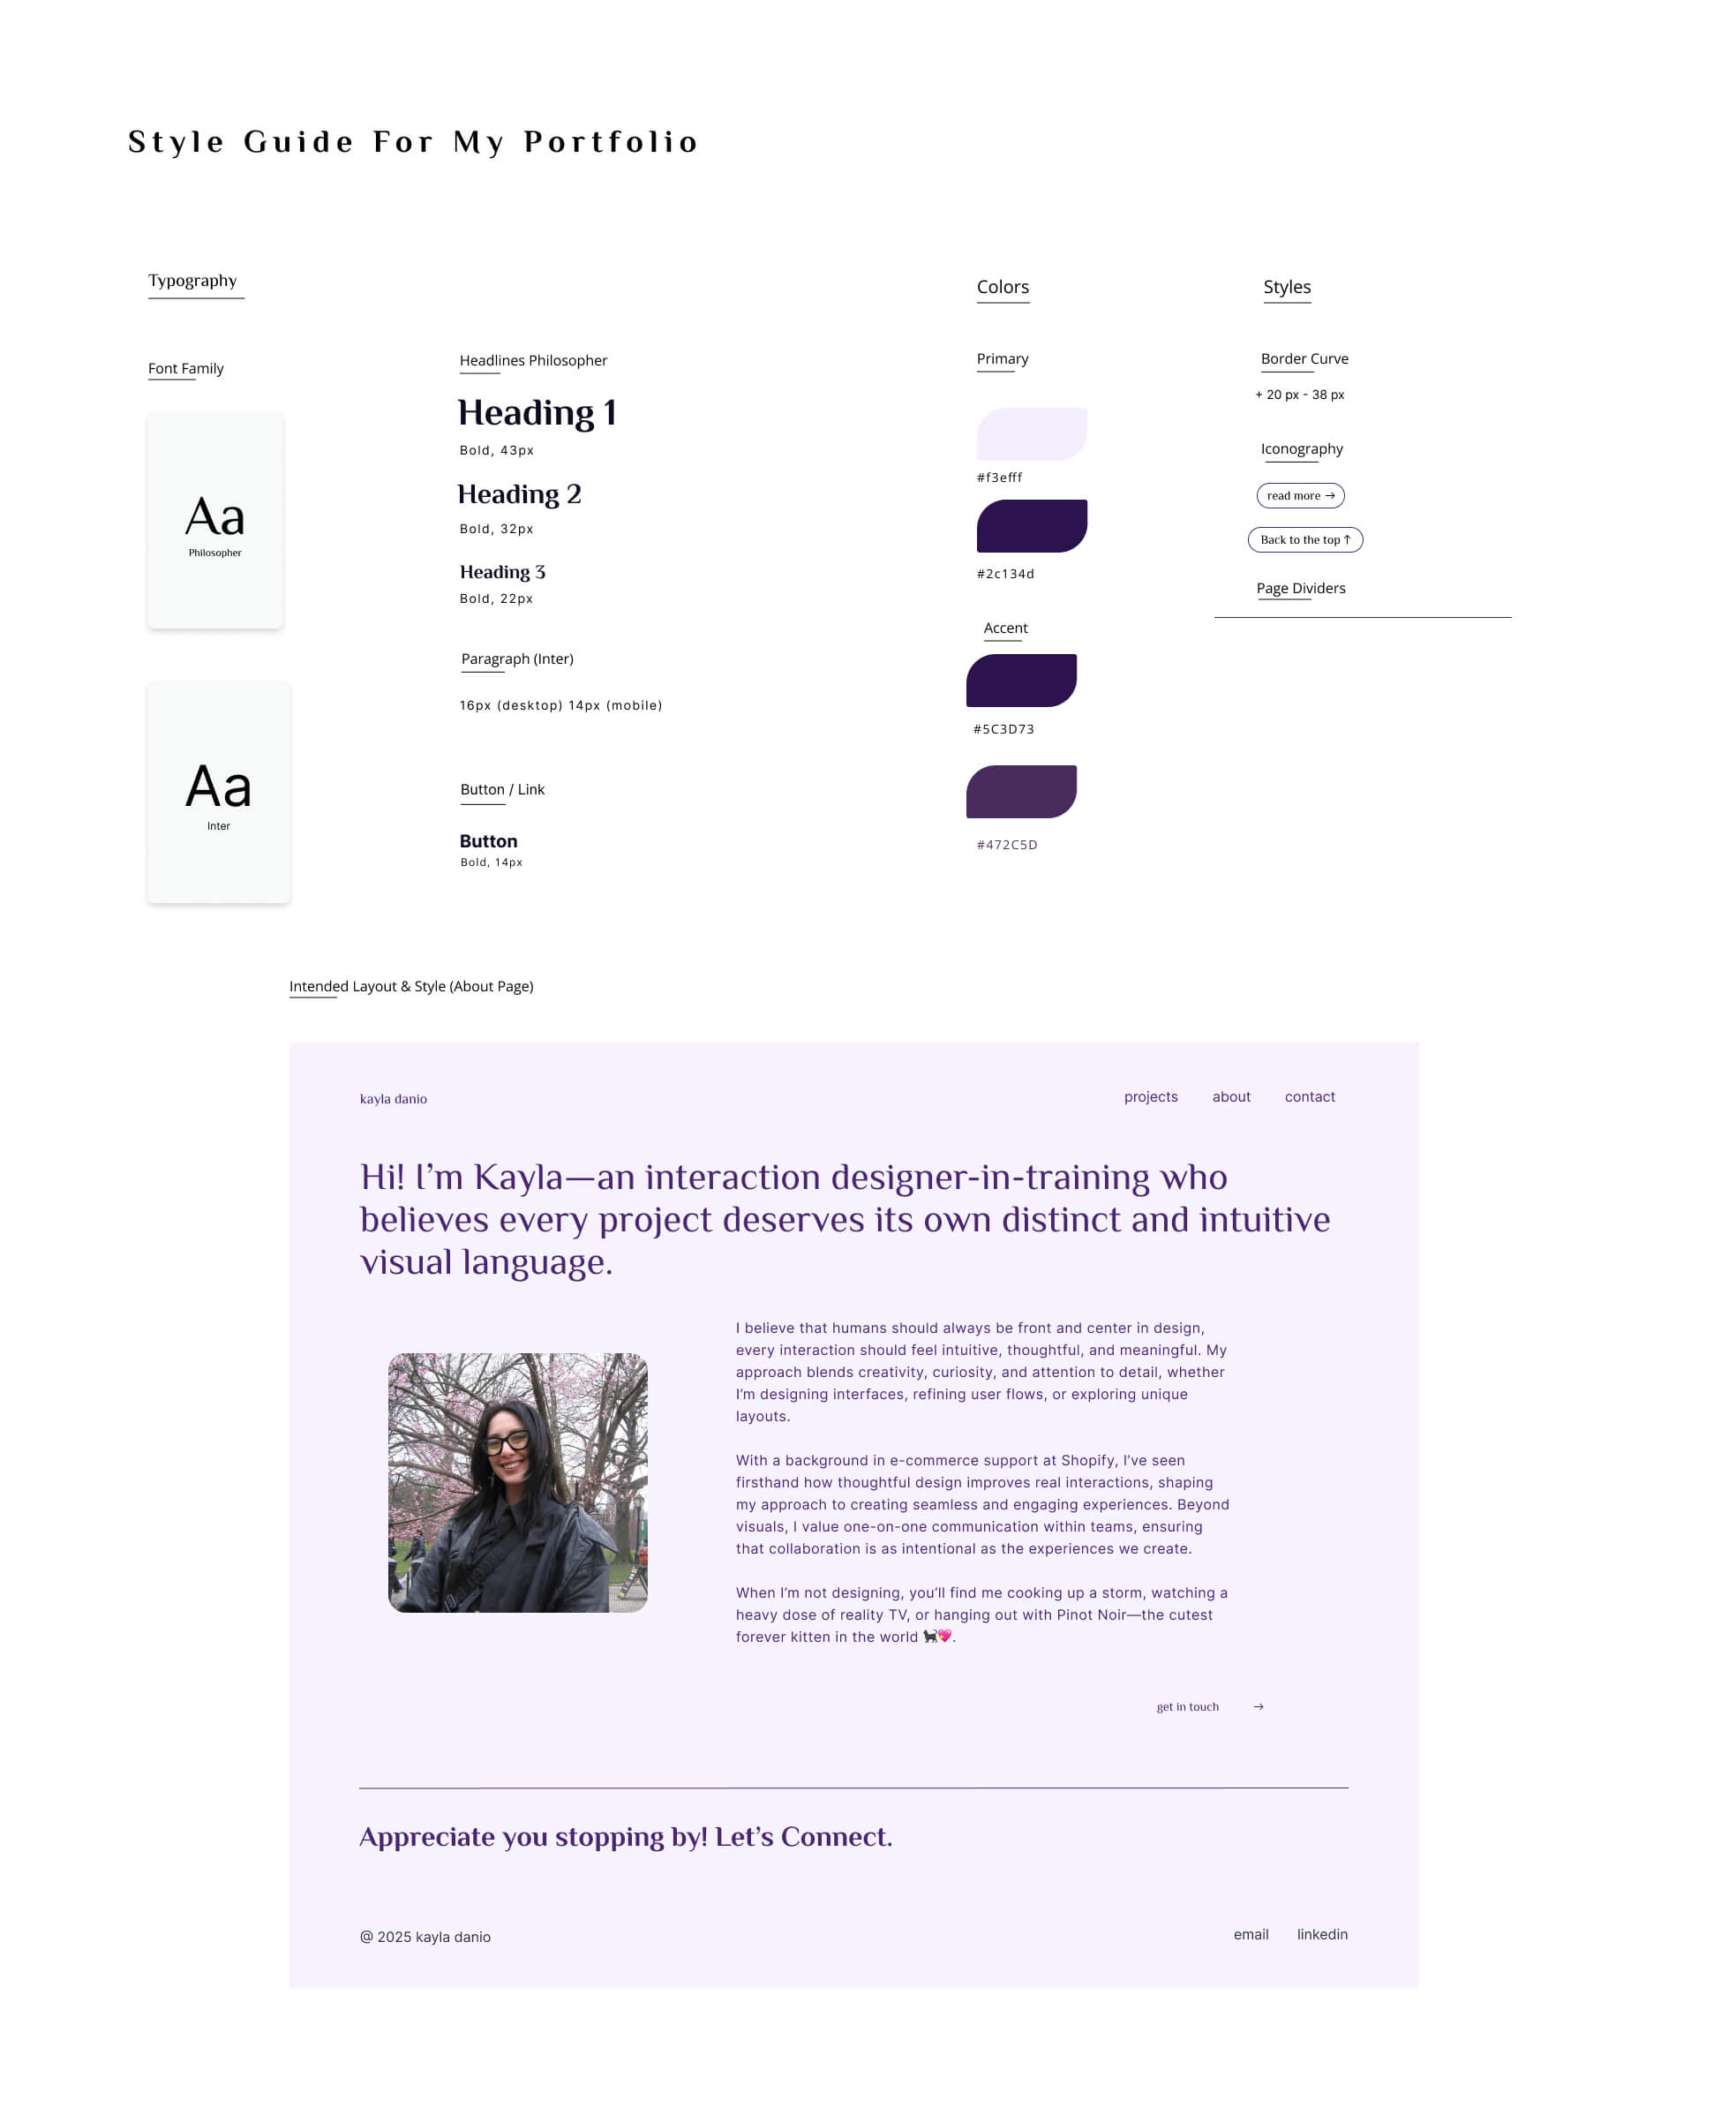 Style Guide For My Portfolio
Typography
Font Family
Aa
Philosopher
Aa
Inter
Headlines Philosopher
Heading 1
Bold, 43px
Heading 2
Bold, 32px
Heading 3
Bold, 22px
Paragraph (Inter)
16px (desktop) 14px (mobile)
Button / Link
Button
Bold, 14px
Colors
Primary
#f3efff
#2c134d
Accent
#5C3D73
#472C5D
Styles
Border Curve
+ 20 px - 38 px
Iconography
read more →
Back to the top ↑
Page Dividers
Intended Layout & Style (About Page)
kayla danio
projects about contact
Hi! I’m Kayla—an interaction designer-in-training who
believes every project deserves its own distinct and intuitive
visual language.
I believe that humans should always be front and center in design,
every interaction should feel intuitive, thoughtful, and meaningful. My
approach blends creativity, curiosity, and attention to detail, whether
I’m designing interfaces, refining user flows, or exploring unique
layouts.
With a background in e-commerce support at Shopify, I’ve seen
firsthand how thoughtful design improves real interactions, shaping
my approach to creating seamless and engaging experiences. Beyond
visuals, I value one-on-one communication within teams, ensuring
that collaboration is as intentional as the experiences we create.
When I’m not designing, you’ll find me cooking up a storm, watching a
heavy dose of reality TV, or hanging out with Pinot Noir—the cutest
forever kitten in the world 🐈‍⬛💖.
get in touch →
Appreciate you stopping by! Let’s Connect.
@ 2025 kayla danio
email linkedin